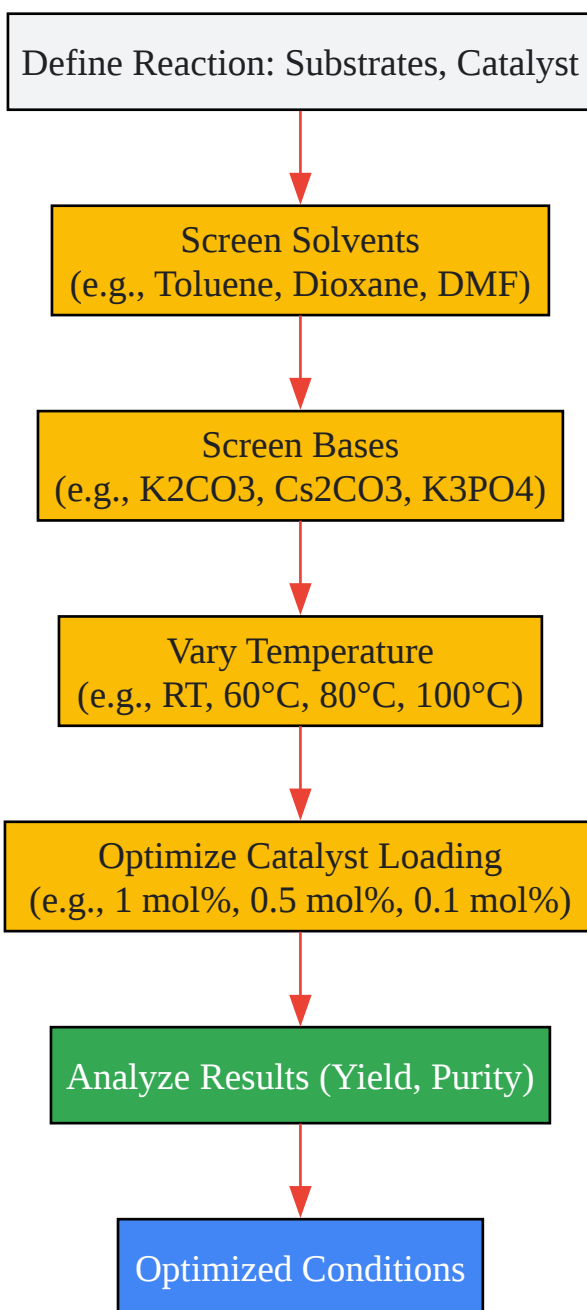 Define Reaction: Substrates, Catalyst
Screen Solvents
(e.g., Toluene, Dioxane, DMF)
Screen Bases
(e.g., K2CO3, Cs2CO3, K3PO4)
Vary Temperature
(e.g., RT, 60°C, 80°C, 100°C)
Optimize Catalyst Loading
(e.g., 1 mol%, 0.5 mol%, 0.1 mol%)
Analyze Results (Yield, Purity)
Optimized Conditions